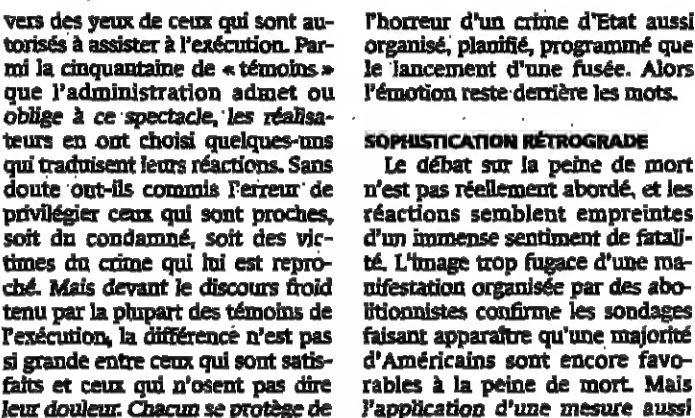 vers des yeux de ceux qui sont au-
torisés à assister à l'exécution. Par-
mi la cinquantaine de « témoins »
que l'administration admet ou
oblige à ce spectacle, les réalisa-
teurs en ont choisi quelques-uns
qui traduisent leurs réactions. Sans
doute ont-ils commis l'erreur de
privilégier ceux qui sont proches,
soit du condamné, soit des vic-
times du crime qui lui est repro-
ché. Mais devant le discours froid
tenu par la plupart des témoins de
l'exécution, la différence n'est pas
si grande entre ceux qui sont satis-
faits et ceux qui n'osent pas dire
leur douleur. Chacun se protège de
l'horreur d'un crime d'Etat aussi
organisé, planifié, programmé que
le lancement d'une fusée. Alors
l'émotion reste derrière les mots.
SOPHISTICATION RÉTROGRADE
Le débat sur la peine de mort
n'est pas réellement abordé, et les
réactions semblent empreintes
d'un immense sentiment de fatali-
té. L'image trop fugace d'une ma-
nifestation organisée par des abo-
litionnistes confirme les sondages
faisant apparaître qu'une majorité
d'Américains sont encore favo-
rables à la peine de mort. Mais
l'application d'une mesure aussi